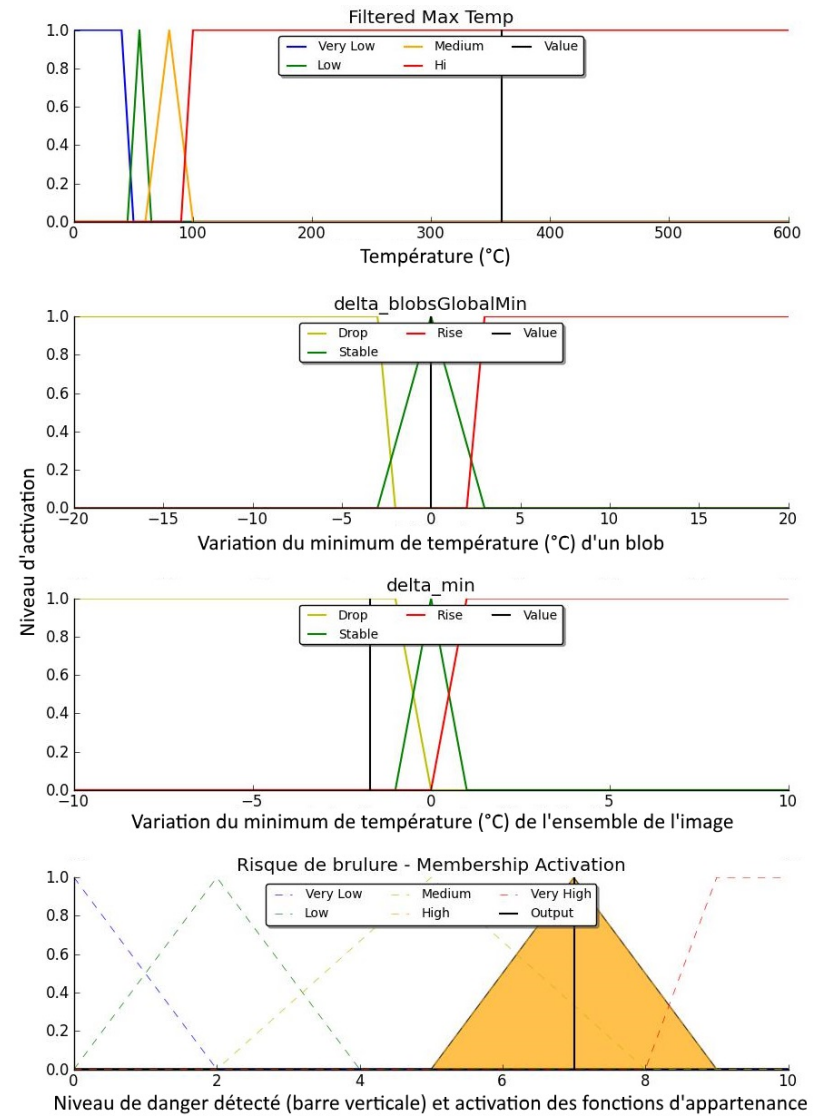 Filtered Max Temp
Very Low Medium Value
Low Hi
1.0
0.8
0.6
0.4
0.2
0.0
0 100 200 300 400 500 600
Température (°C)
delta_blobsGlobalMin
Drop Rise Value
Stable
1.0
0.8
0.6
0.4
0.2
0.0
−20 −15 −10 −5 0 5 10 15 20
Variation du minimum de température (°C) d'un blob
Niveau d'activation
delta_min
Drop Rise Value
Stable
1.0
0.8
0.6
0.4
0.2
0.0
−10 −5 0 5 10
Variation du minimum de température (°C) de l'ensemble de l'image
Risque de brulure - Membership Activation
Very Low Medium Very High
Low High Output
1.0
0.8
0.6
0.4
0.2
0.0
0 2 4 6 8 10
Niveau de danger détecté (barre verticale) et activation des fonctions d'appartenance